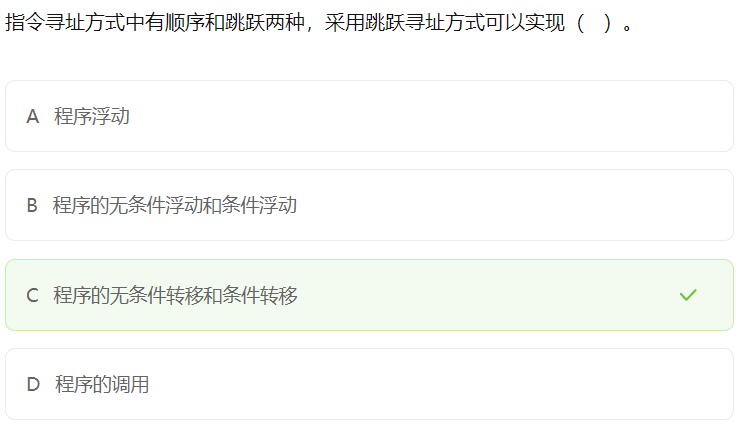 指令寻址方式中有顺序和跳跃两种，采用跳跃寻址方式可以实现（　）。
A 程序浮动
B 程序的无条件浮动和条件浮动
C 程序的无条件转移和条件转移
D 程序的调用